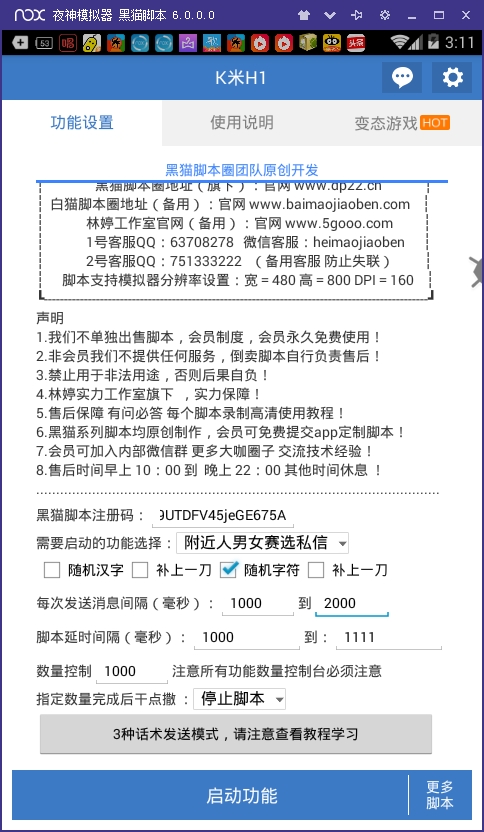 nox 夜神模拟器 黑猫脚本 6.0.0.0
53 3:11
K米H1
功能设置 使用说明 变态游戏 HOT
黑猫脚本圈团队原创开发
黑猫脚本圈地址（旗下）：官网 www.dp22.cn
白猫脚本圈地址（备用）：官网 www.baimaojiaoben.com
林婷工作室官网（备用）：官网 www.5gooo.com
1号客服QQ：63708278 微信客服：heimaojiaoben
2号客服QQ：751333222 （备用客服 防止失联）
脚本支持模拟器分辨率设置：宽 = 480 高 = 800 DPI = 160
声明
1.我们不单独出售脚本，会员制度，会员永久免费使用！
2.非会员我们不提供任何服务，倒卖脚本自行负责售后！
3.禁止用于非法用途，否则后果自负！
4.林婷实力工作室旗下 ，实力保障！
5.售后保障 有问必答 每个脚本录制高清使用教程！
6.黑猫系列脚本均原创制作，会员可免费提交app定制脚本！
7.会员可加入内部微信群 更多大咖圈子 交流技术经验！
8.售后时间早上 10：00 到 晚上 22：00 其他时间休息 ！
黑猫脚本注册码： 9UTDFV45jeGE675A
需要启动的功能选择： 附近人男女赛选私信
随机汉字 补上一刀 随机字符 补上一刀
每次发送消息间隔（毫秒）： 1000 到 2000
脚本延时间隔（毫秒）： 1000 到： 1111
数量控制 1000 注意所有功能数量控制台必须注意
指定数量完成后干点撒： 停止脚本
3种话术发送模式，请注意查看教程学习
启动功能 更多
脚本